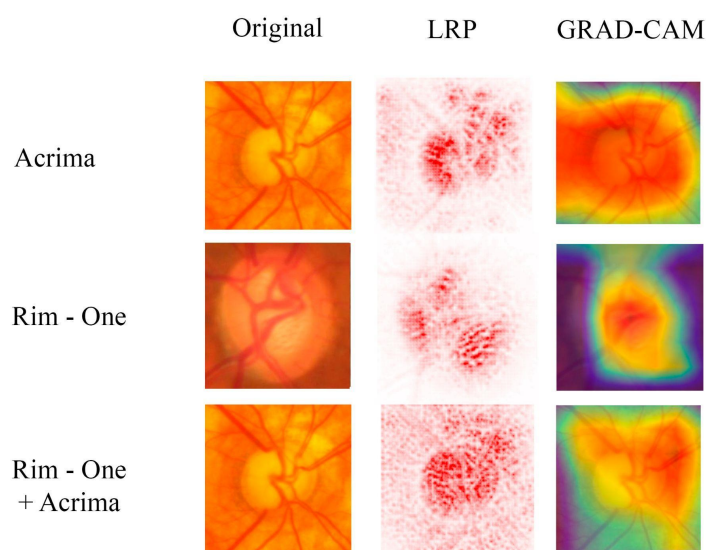 Original LRP GRAD-CAM
Acrima
Rim - One
Rim - One
+ Acrima